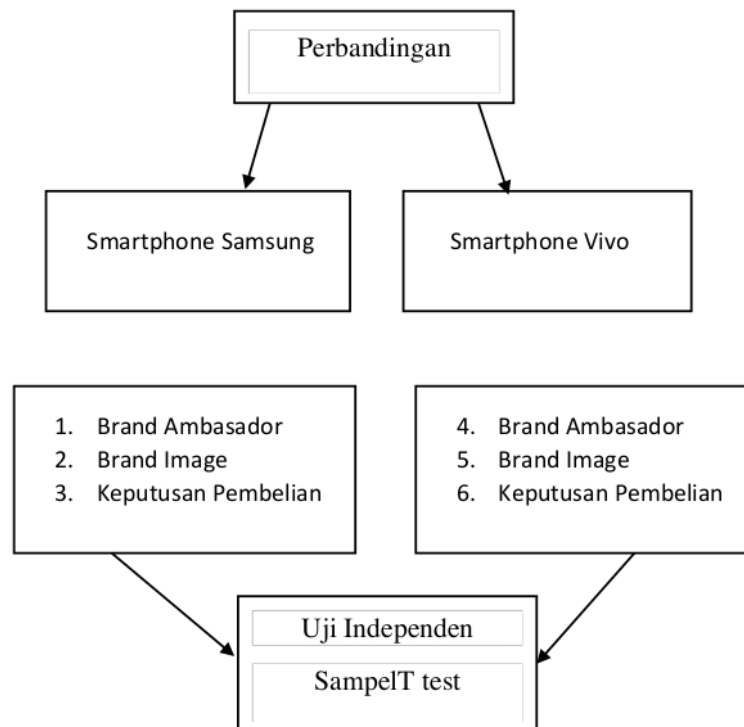 Perbandingan
Smartphone Samsung
Smartphone Vivo
1. Brand Ambasador
2. Brand Image
3. Keputusan Pembelian
4. Brand Ambasador
5. Brand Image
6. Keputusan Pembelian
Uji Independen
SampelT test